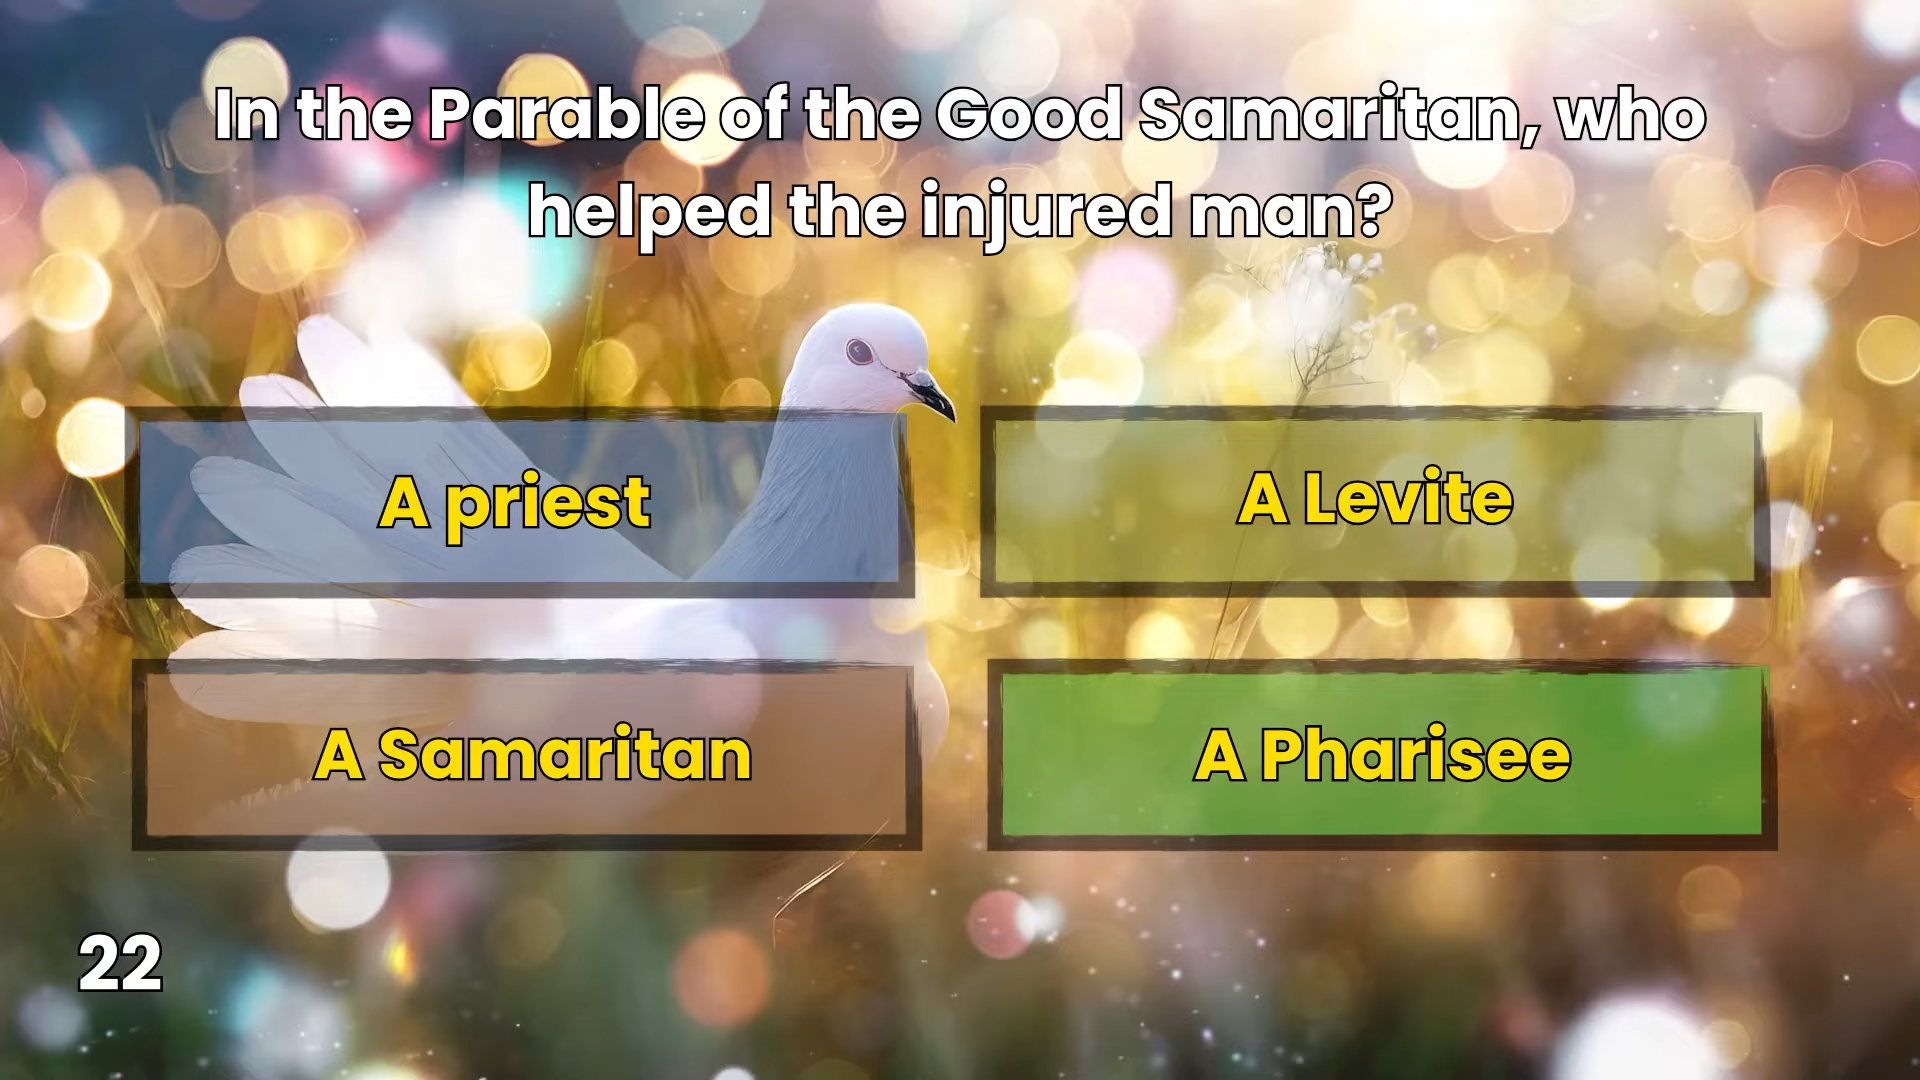 In the Parable of the Good Samaritan, who
helped the injured man?
A priest
A Levite
A Samaritan
A Pharisee
22